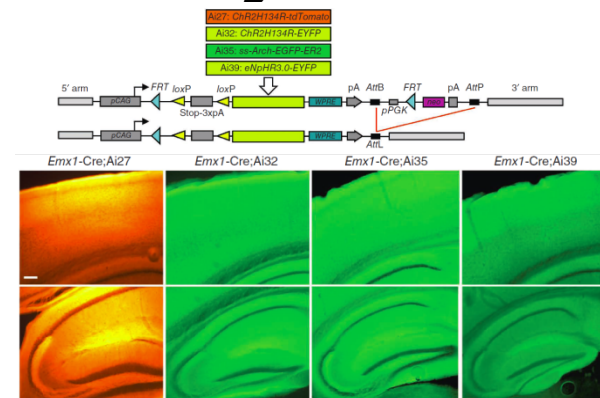 Ai27: ChR2H134R-tdTomato
Ai32: ChR2H134R-EYFP
Ai35: ss-Arch-EGFP-ER2
Ai39: eNpHR3.0-EYFP
5' arm pCAG FRT loxP Stop-3xpA loxP WPRE pA AttB pPGK FRT pA AttP 3' arm
pCAG WPRE AttL
Emx1-Cre;Ai27 Emx1-Cre;Ai32 Emx1-Cre;Ai35 Emx1-Cre;Ai39